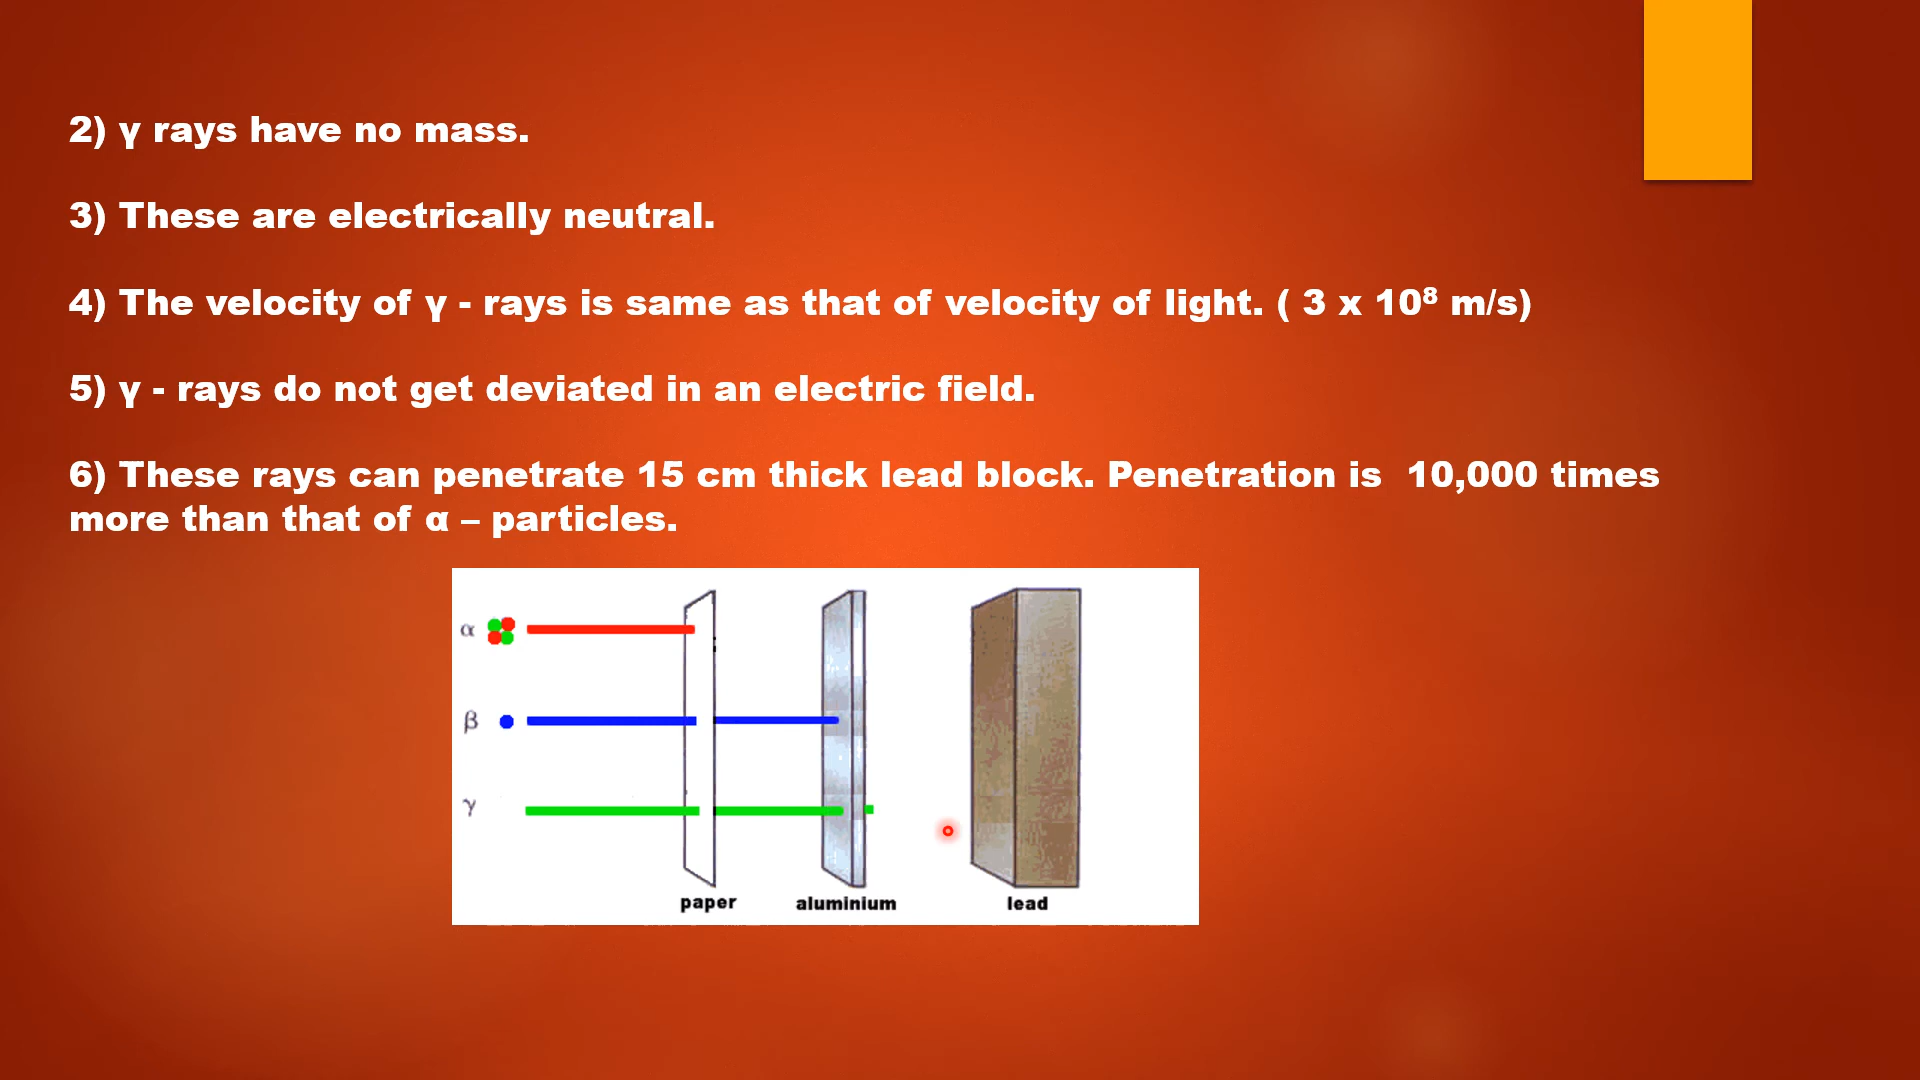 2) γ rays have no mass.
3) These are electrically neutral.
4) The velocity of γ - rays is same as that of velocity of light. ( 3 x 10⁸ m/s)
5) γ - rays do not get deviated in an electric field.
6) These rays can penetrate 15 cm thick lead block. Penetration is  10,000 times
more than that of α – particles.
α
β
γ
paper
aluminium
lead